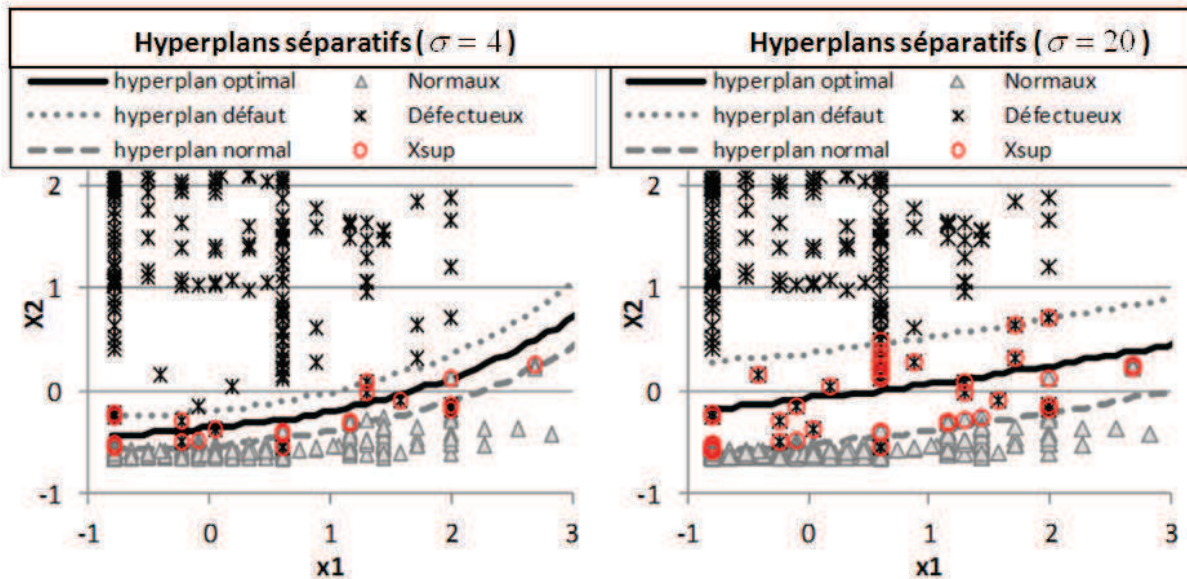 Hyperplans séparatifs ( σ = 4 )
hyperplan optimal
Normaux
hyperplan défaut
Défectueux
hyperplan normal
Xsup
X2
2
1
0
-1
-1
0
1
2
3
x1
Hyperplans séparatifs ( σ = 20 )
hyperplan optimal
Normaux
hyperplan défaut
Défectueux
hyperplan normal
Xsup
X2
2
1
0
-1
-1
0
1
2
3
x1